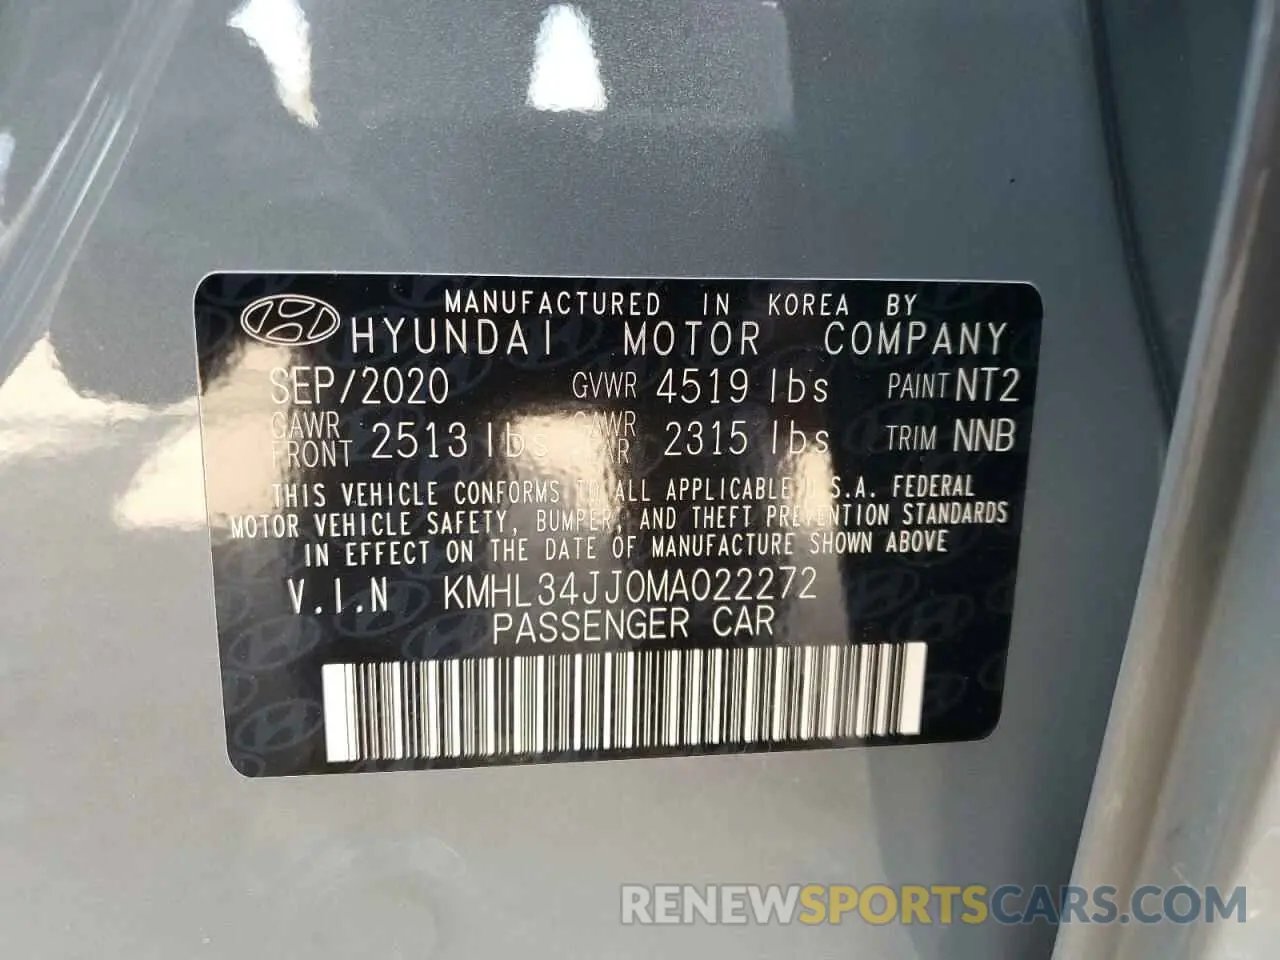 MANUFACTURED IN KOREA BY
HYUNDAI MOTOR COMPANY
SEP/2020 GVWR 4519 lbs PAINT NT2
GAWR FRONT 2513 lbs GAWR REAR 2315 lbs TRIM NNB
THIS VEHICLE CONFORMS TO ALL APPLICABLE U.S.A. FEDERAL
MOTOR VEHICLE SAFETY, BUMPER, AND THEFT PREVENTION STANDARDS
IN EFFECT ON THE DATE OF MANUFACTURE SHOWN ABOVE
V.I.N KMHL34JJ0MA022272
PASSENGER CAR
RENEWSPORTSCARS.COM